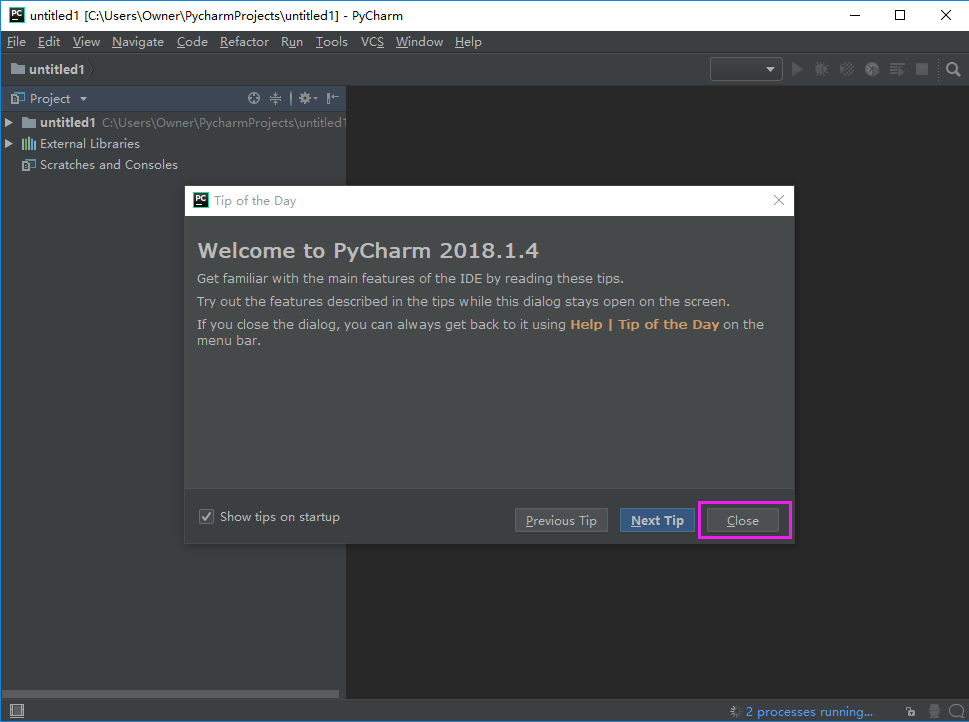 PC untitled1 [C:\Users\Owner\PycharmProjects\untitled1] - PyCharm
File Edit View Navigate Code Refactor Run Tools VCS Window Help
untitled1
Project
untitled1 C:\Users\Owner\PycharmProjects\untitled1
External Libraries
Scratches and Consoles
PC Tip of the Day
Welcome to PyCharm 2018.1.4
Get familiar with the main features of the IDE by reading these tips.
Try out the features described in the tips while this dialog stays open on the screen.
If you close the dialog, you can always get back to it using Help | Tip of the Day on the
menu bar.
Show tips on startup
Previous Tip Next Tip Close
2 processes running...